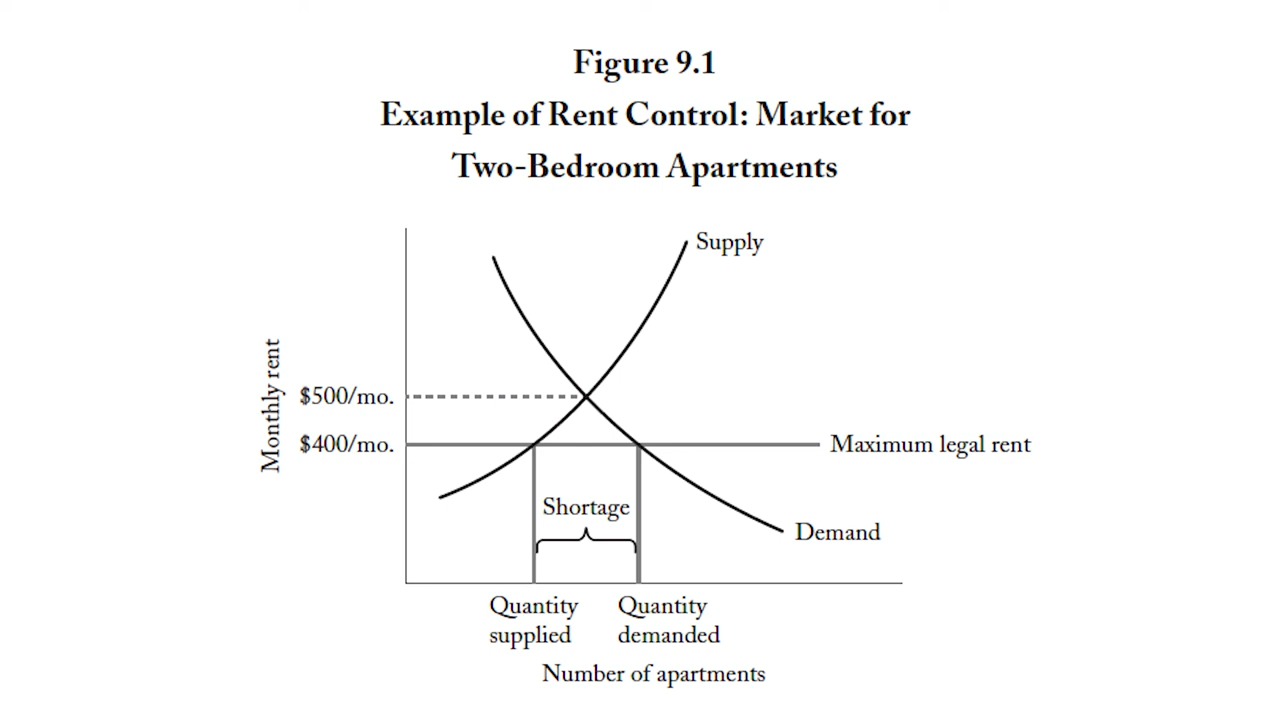 Figure 9.1
Example of Rent Control: Market for
Two-Bedroom Apartments
Supply
Monthly rent
$500/mo.
$400/mo.
Maximum legal rent
Shortage
Demand
Quantity
supplied
Quantity
demanded
Number of apartments